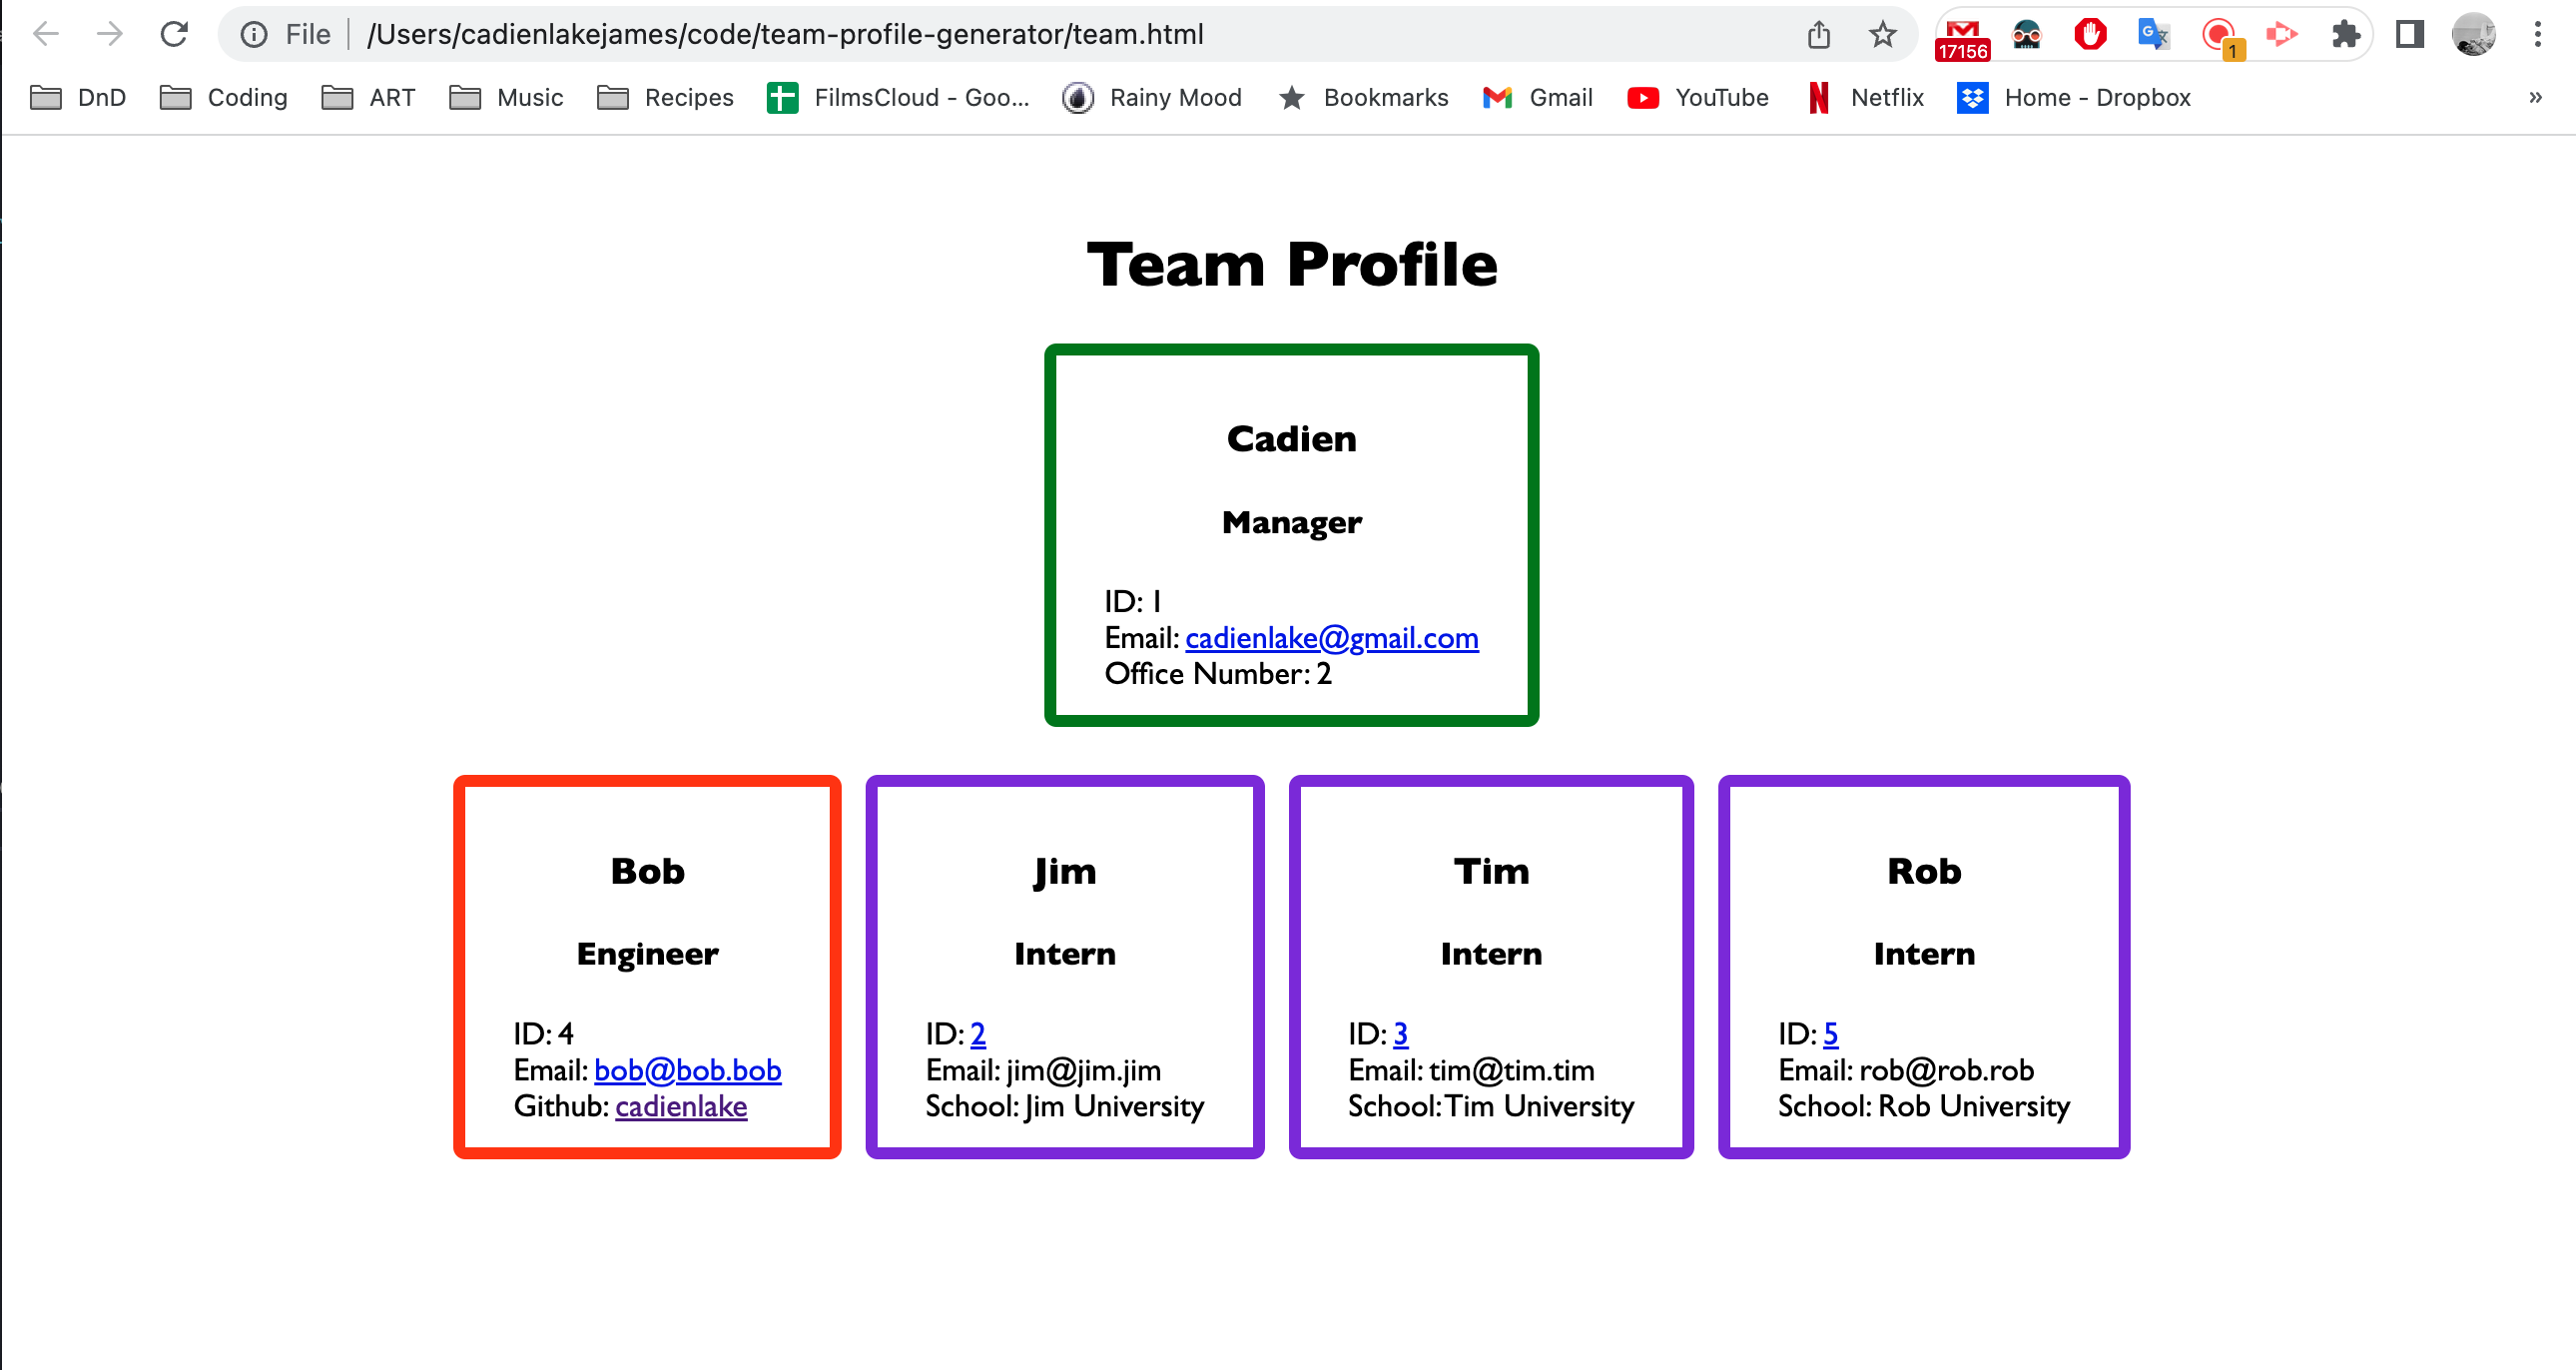 File /Users/cadienlakejames/code/team-profile-generator/team.html
17156
1
DnD Coding ART Music Recipes FilmsCloud - Goo... Rainy Mood Bookmarks Gmail YouTube Netflix Home - Dropbox »
Team Profile
Cadien
Manager
ID: 1
Email: cadienlake@gmail.com
Office Number: 2
Bob
Engineer
ID: 4
Email: bob@bob.bob
Github: cadienlake
Jim
Intern
ID: 2
Email: jim@jim.jim
School: Jim University
Tim
Intern
ID: 3
Email: tim@tim.tim
School: Tim University
Rob
Intern
ID: 5
Email: rob@rob.rob
School: Rob University